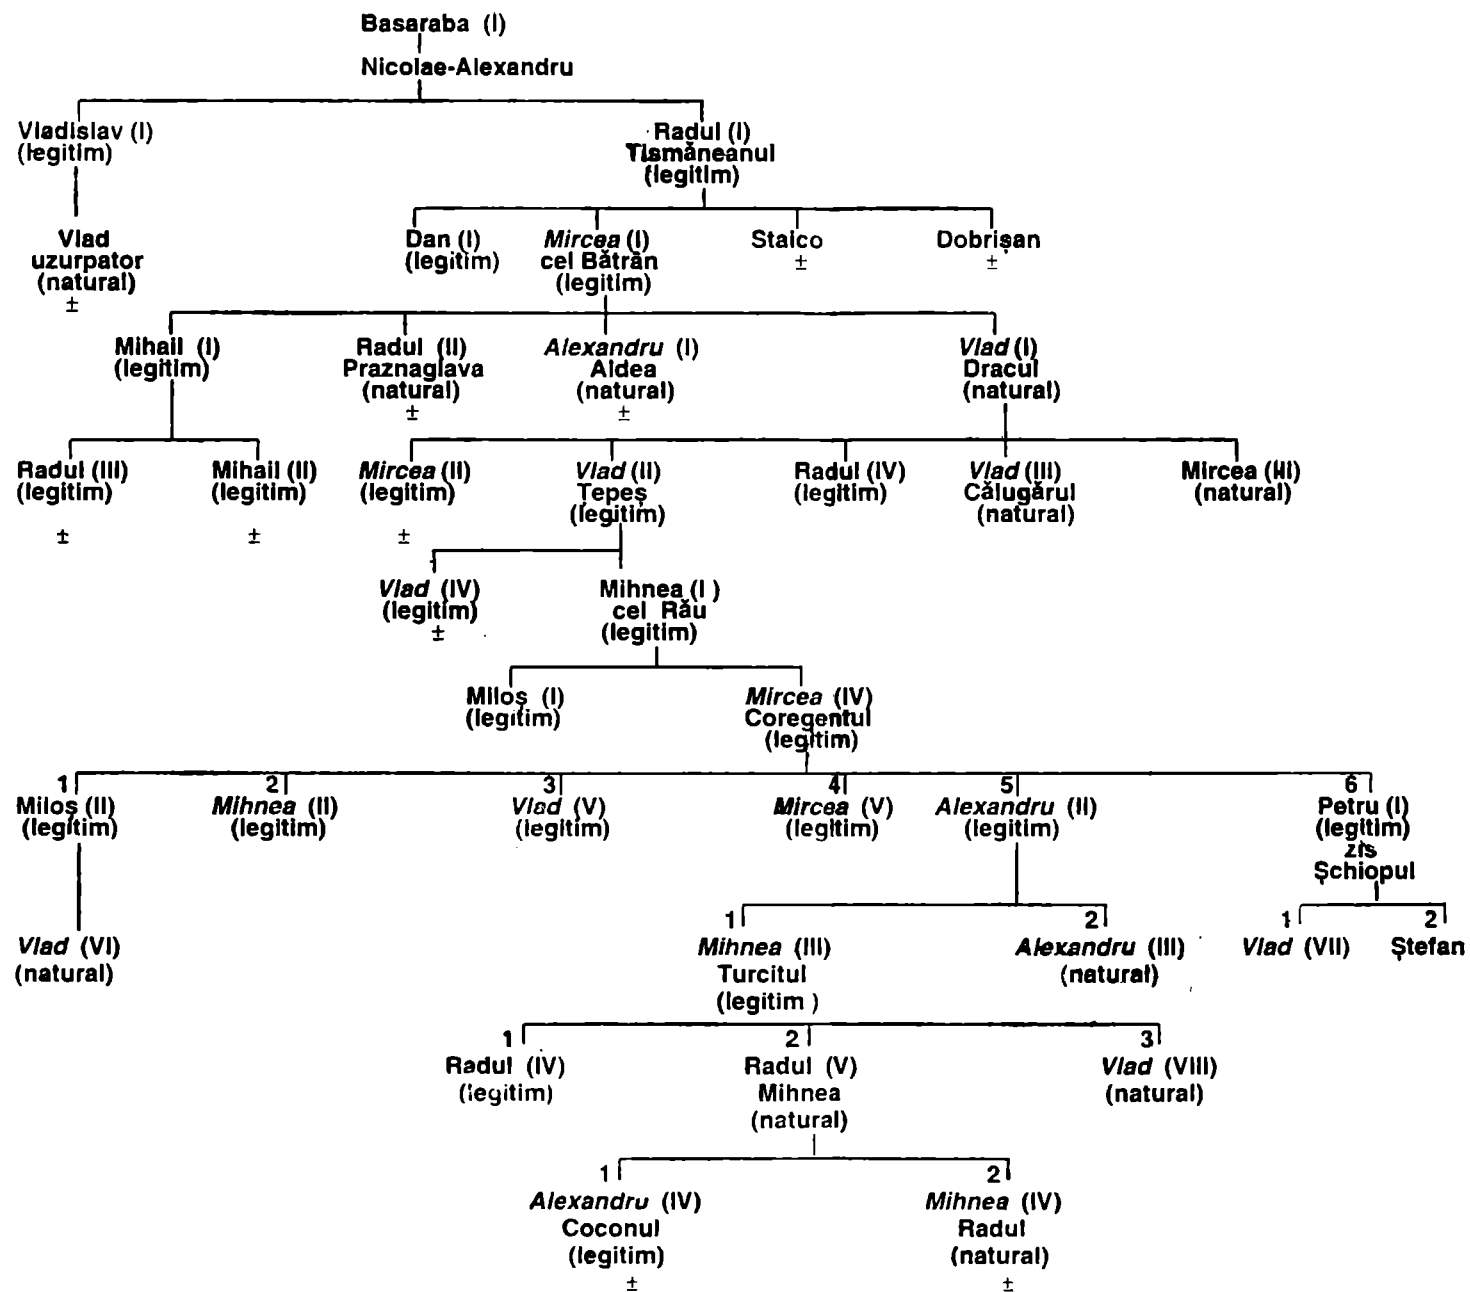 Basaraba (I)
Nicolae-Alexandru
Vladislav (I)
(legitim)
Radul (I)
Tismăneanul
(legitim)
Vlad
uzurpator
(natural)
±
Dan (I)
(legitim)
Mircea (I)
cel Bătrân
(legitim)
Staico
±
Dobrișan
±
Mihail (I)
(legitim)
Radul (II)
Praznaglava
(natural)
±
Alexandru (I)
Aldea
(natural)
±
Vlad (I)
Dracul
(natural)
Radul (III)
(legitim)
±
Mihail (II)
(legitim)
±
Mircea (II)
(legitim)
±
Vlad (II)
Țepeș
(legitim)
Radul (IV)
(legitim)
Vlad (III)
Călugărul
(natural)
Mircea (III)
(natural)
Vlad (IV)
(legitim)
±
Mihnea (I )
cel Rău
(legitim)
Miloș (I)
(legitim)
Mircea (IV)
Coregentul
(legitim)
1
Miloș (II)
(legitim)
2
Mihnea (II)
(legitim)
3
Vlad (V)
(legitim)
4
Mircea (V)
(legitim)
5
Alexandru (II)
(legitim)
6
Petru (I)
(legitim)
zis
Șchiopul
Vlad (VI)
(natural)
1
Mihnea (III)
Turcitul
(legitim )
2
Alexandru (III)
(natural)
1
Vlad (VII)
2
Ștefan
1
Radul (IV)
(legitim)
2
Radul (V)
Mihnea
(natural)
3
Vlad (VIII)
(natural)
1
Alexandru (IV)
Coconul
(legitim)
±
2
Mihnea (IV)
Radul
(natural)
±